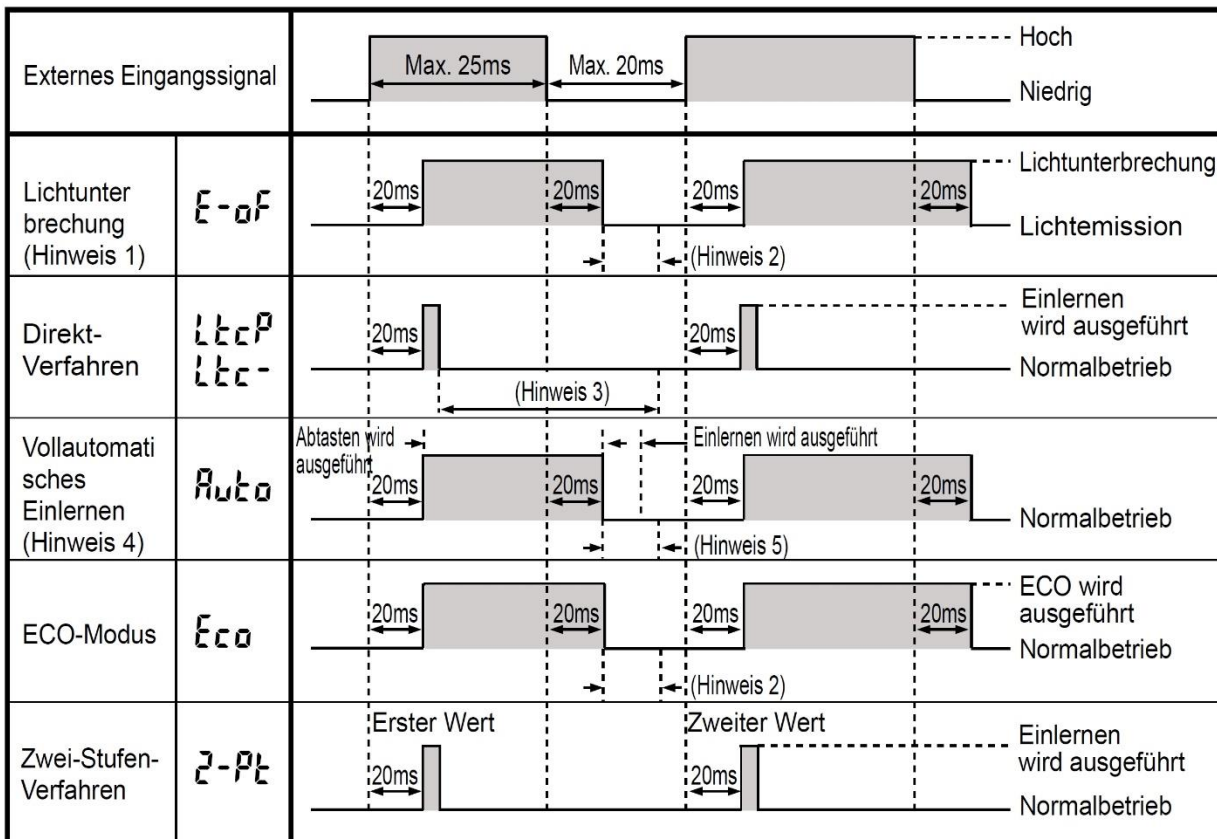 Externes Eingangssignal
Max. 25ms
Max. 20ms
Hoch
Niedrig
Lichtunter
brechung
(Hinweis 1)
E-oF
20ms
20ms
20ms
20ms
(Hinweis 2)
Lichtunterbrechung
Lichtemission
Direkt-
Verfahren
LtcP
Ltc-
20ms
20ms
(Hinweis 3)
Einlernen
wird ausgeführt
Normalbetrieb
Vollautomati
sches
Einlernen
(Hinweis 4)
Auto
Abtasten wird
ausgeführt
Einlernen wird ausgeführt
20ms
20ms
20ms
20ms
(Hinweis 5)
Normalbetrieb
ECO-Modus
Eco
20ms
20ms
20ms
20ms
(Hinweis 2)
ECO wird
ausgeführt
Normalbetrieb
Zwei-Stufen-
Verfahren
2-Pt
Erster Wert
Zweiter Wert
20ms
20ms
Einlernen
wird ausgeführt
Normalbetrieb